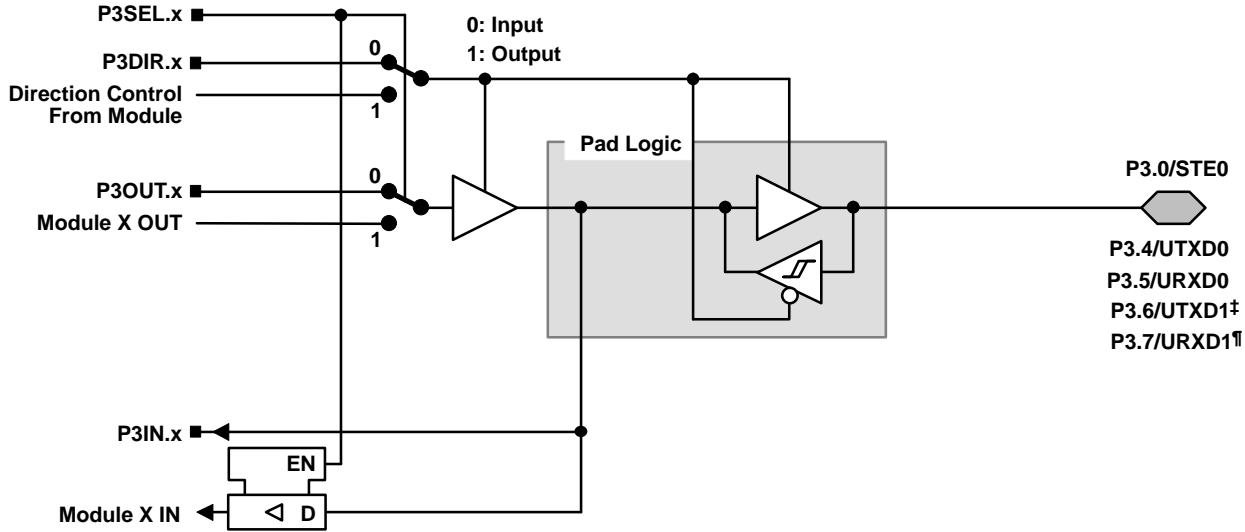 P3SEL.x
0: Input
1: Output
0
P3DIR.x
Direction Control
From Module
1
Pad Logic
P3.0/STE0
0
P3OUT.x
Module X OUT
1
P3.4/UTXD0
P3.5/URXD0
P3.6/UTXD1‡
P3.7/URXD1¶
P3IN.x
EN
Module X IN
D